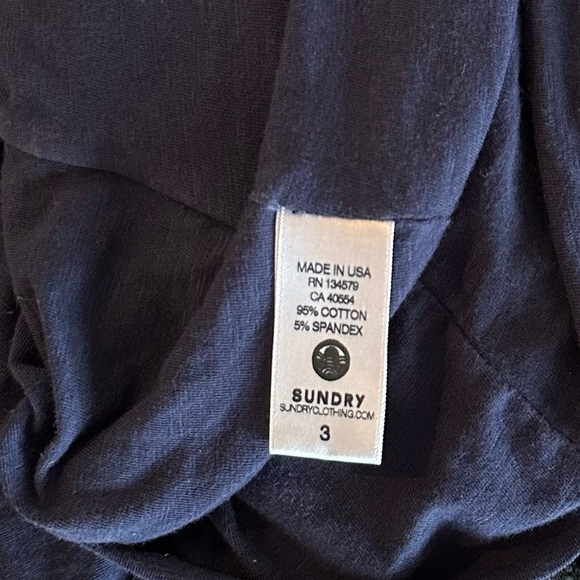 MADE IN USA
RN 134579
CA 40554
95% COTTON
5% SPANDEX
SUNDRY
SUNDRYCLOTHING.COM
3